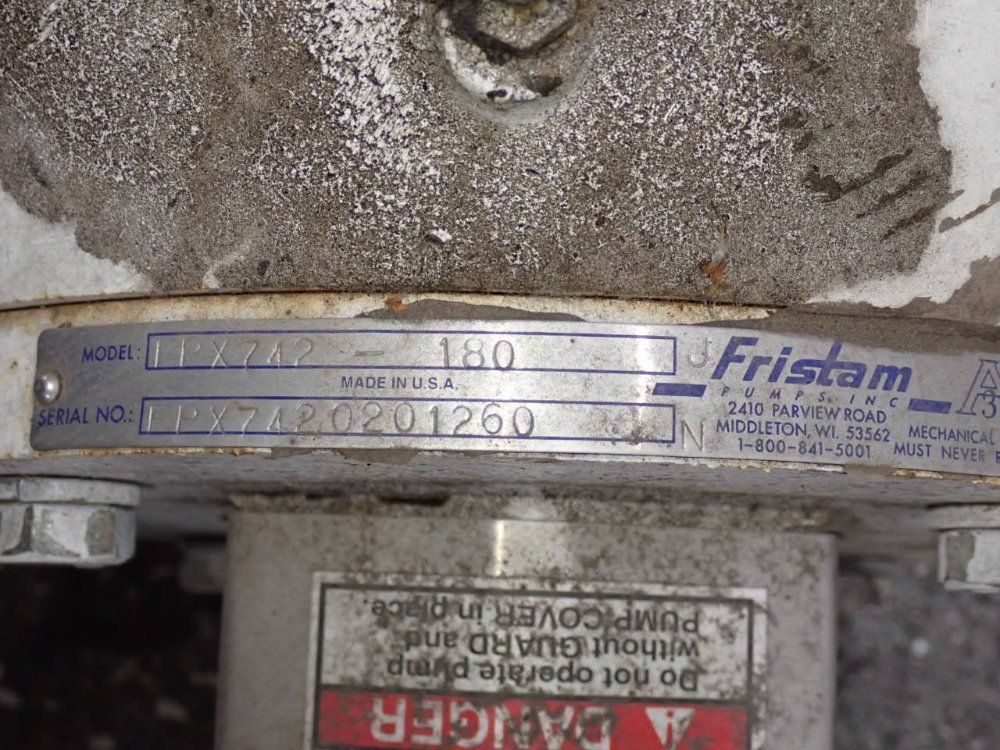 MODEL: FPX742 - 180 J
MADE IN U.S.A.
SERIAL NO.: FPX7420201260 N
Fristam
PUMPS, INC
2410 PARVIEW ROAD
MIDDLETON, WI. 53562
1-800-841-5001
MECHANICAL
MUST NEVER
DANGER
Do not operate pump
without GUARD and
PUMP COVER in place.